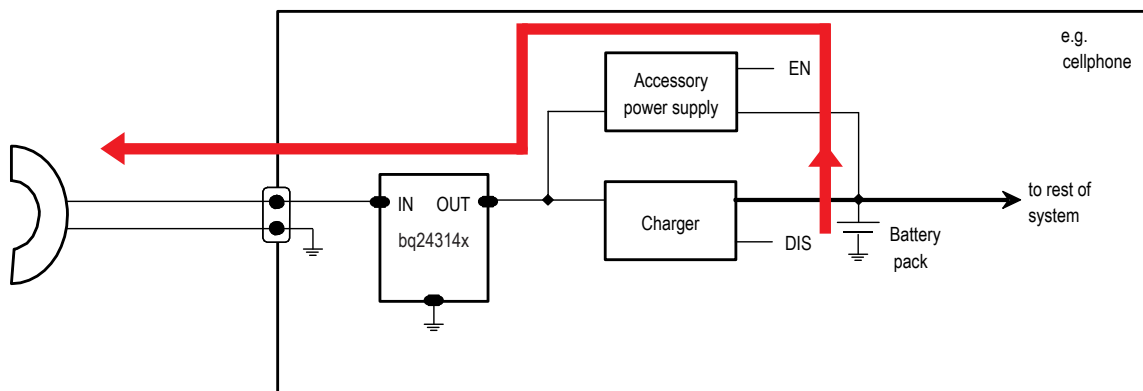 e.g.
cellphone
Accessory
power supply
EN
IN
OUT
bq24314x
Charger
DIS
to rest of
system
Battery
pack